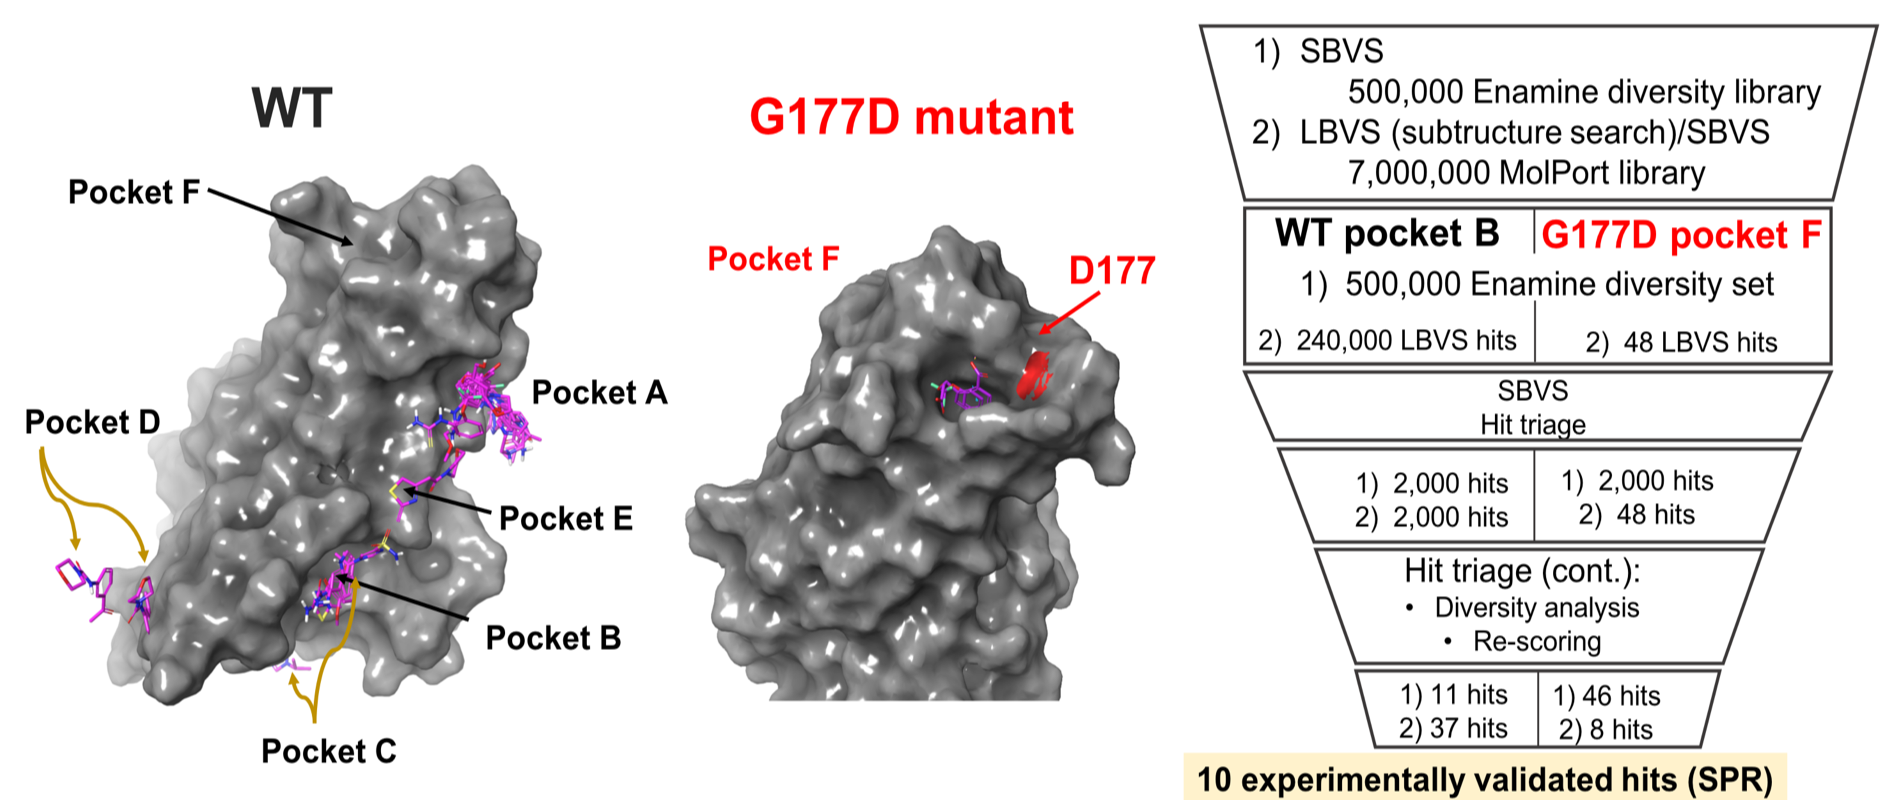 WT
Pocket F
Pocket A
Pocket D
Pocket E
Pocket B
Pocket C
G177D mutant
Pocket F
D177
1) SBVS
500,000 Enamine diversity library
2) LBVS (subtructure search)/SBVS
7,000,000 MolPort library
WT pocket B G177D pocket F
1) 500,000 Enamine diversity set
2) 240,000 LBVS hits 2) 48 LBVS hits
SBVS
Hit triage
1) 2,000 hits 1) 2,000 hits
2) 2,000 hits 2) 48 hits
Hit triage (cont.):
• Diversity analysis
• Re-scoring
1) 11 hits 1) 46 hits
2) 37 hits 2) 8 hits
10 experimentally validated hits (SPR)